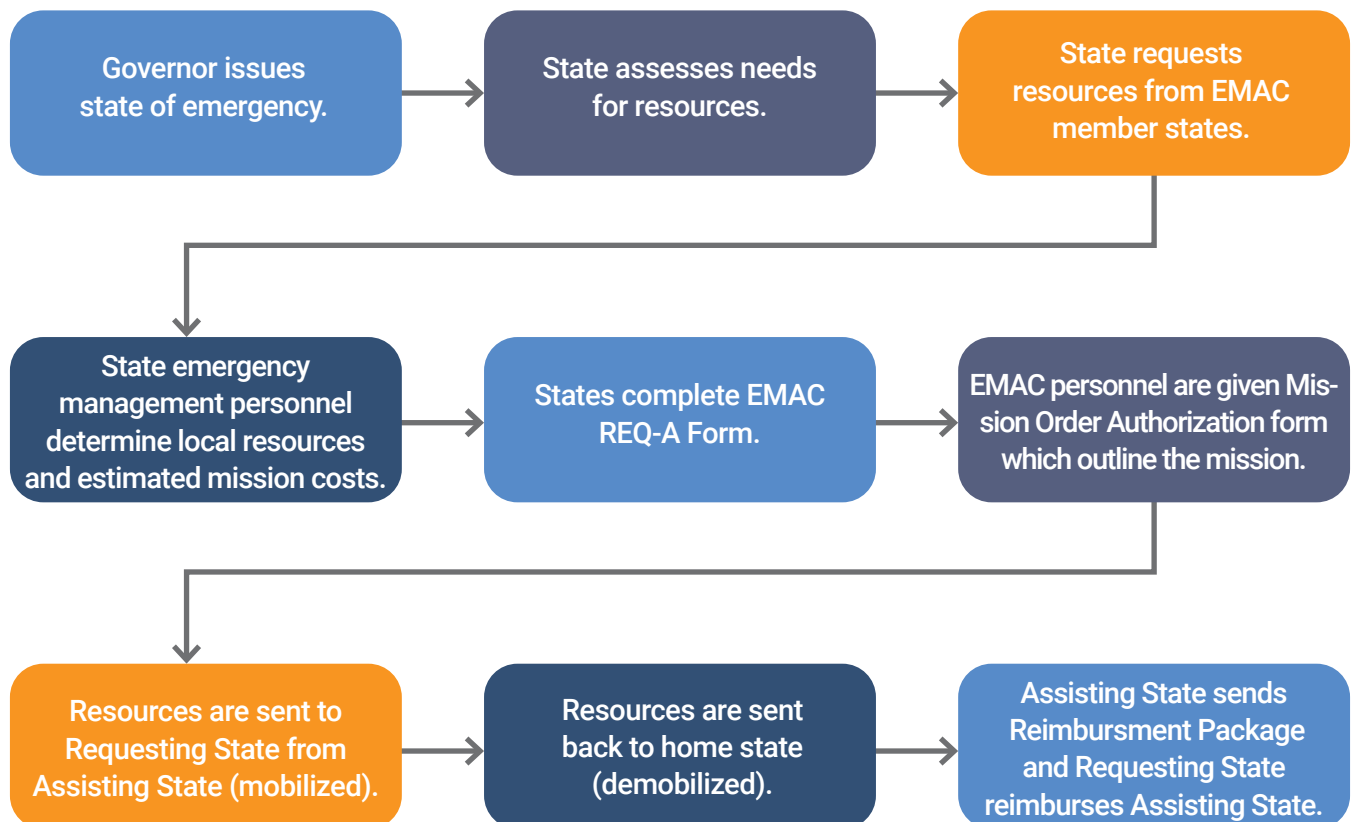 Governor issues
state of emergency.
State assesses needs
for resources.
State requests
resources from EMAC
member states.
State emergency
management personnel
determine local resources
and estimated mission costs.
States complete EMAC
REQ-A Form.
EMAC personnel are given Mis-
sion Order Authorization form
which outline the mission.
Resources are sent to
Requesting State from
Assisting State (mobilized).
Resources are sent
back to home state
(demobilized).
Assisting State sends
Reimbursment Package
and Requesting State
reimburses Assisting State.